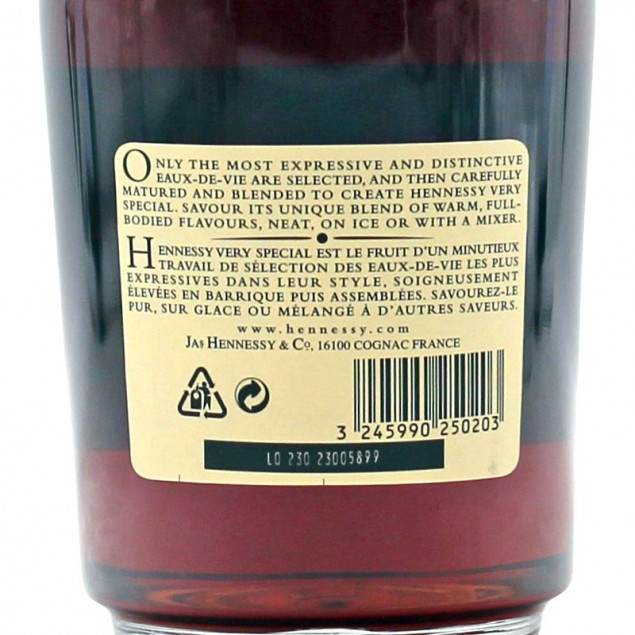 ONLY THE MOST EXPRESSIVE AND DISTINCTIVE
EAUX-DE-VIE ARE SELECTED, AND THEN CAREFULLY
MATURED AND BLENDED TO CREATE HENNESSY VERY
SPECIAL. SAVOUR ITS UNIQUE BLEND OF WARM, FULL-
BODIED FLAVOURS, NEAT, ON ICE OR WITH A MIXER.
HENNESSY VERY SPECIAL EST LE FRUIT D'UN MINUTIEUX
TRAVAIL DE SÉLECTION DES EAUX-DE-VIE LES PLUS
EXPRESSIVES DANS LEUR STYLE, SOIGNEUSEMENT
ÉLEVÉES EN BARRIQUE PUIS ASSEMBLÉES. SAVOUREZ-LE
PUR, SUR GLACE OU MÉLANGÉ À D'AUTRES SAVEURS.
www.hennessy.com
JAS HENNESSY & CO, 16100 COGNAC FRANCE
3 245990 250203
LO 230 23005899